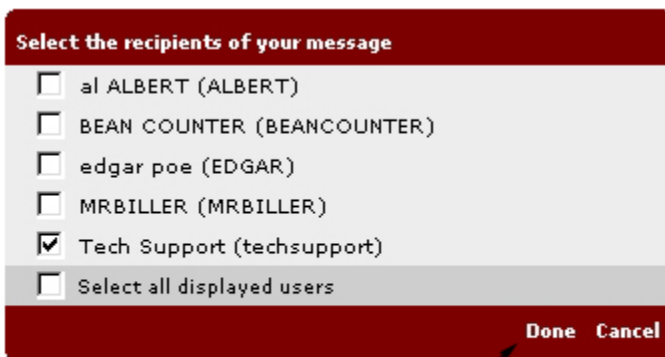 Select the recipients of your message
al ALBERT (ALBERT)
BEAN COUNTER (BEANCOUNTER)
edgar poe (EDGAR)
MRBILLER (MRBILLER)
Tech Support (techsupport)
Select all displayed users
Done Cancel